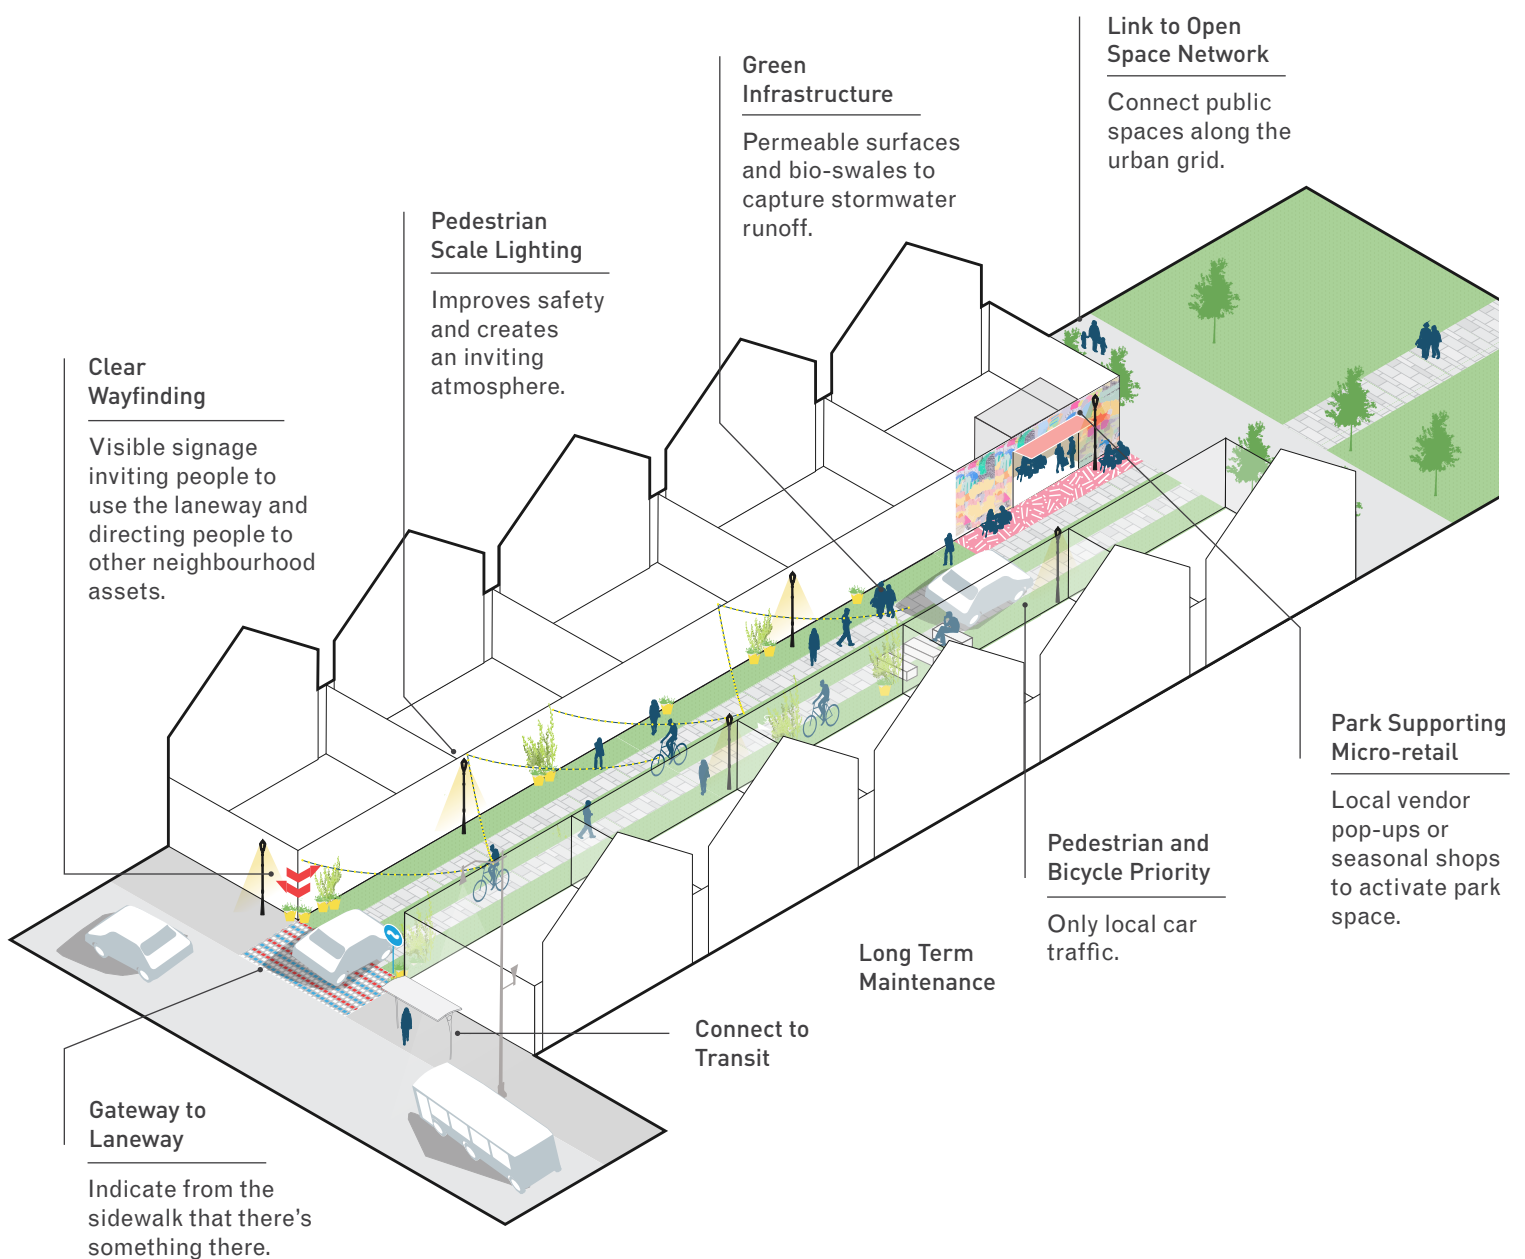 Link to Open
Space Network
Connect public
spaces along the
urban grid.
Green
Infrastructure
Permeable surfaces
and bio-swales to
capture stormwater
runoff.
Pedestrian
Scale Lighting
Improves safety
and creates
an inviting
atmosphere.
Clear
Wayfinding
Visible signage
inviting people to
use the laneway and
directing people to
other neighbourhood
assets.
Park Supporting
Micro-retail
Local vendor
pop-ups or
seasonal shops
to activate park
space.
Pedestrian and
Bicycle Priority
Only local car
traffic.
Long Term
Maintenance
Connect to
Transit
Gateway to
Laneway
Indicate from the
sidewalk that there's
something there.